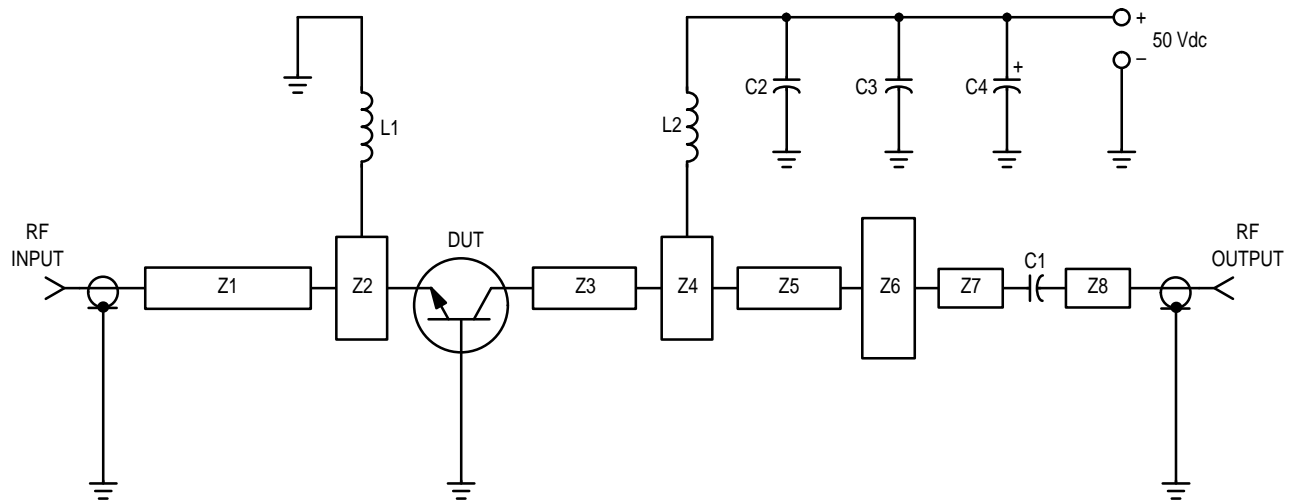 +
50 Vdc
–
C2
C3
+
C4
L1
L2
RF
INPUT
DUT
RF
OUTPUT
Z1
Z2
Z3
Z4
Z5
Z6
Z7
C1
Z8